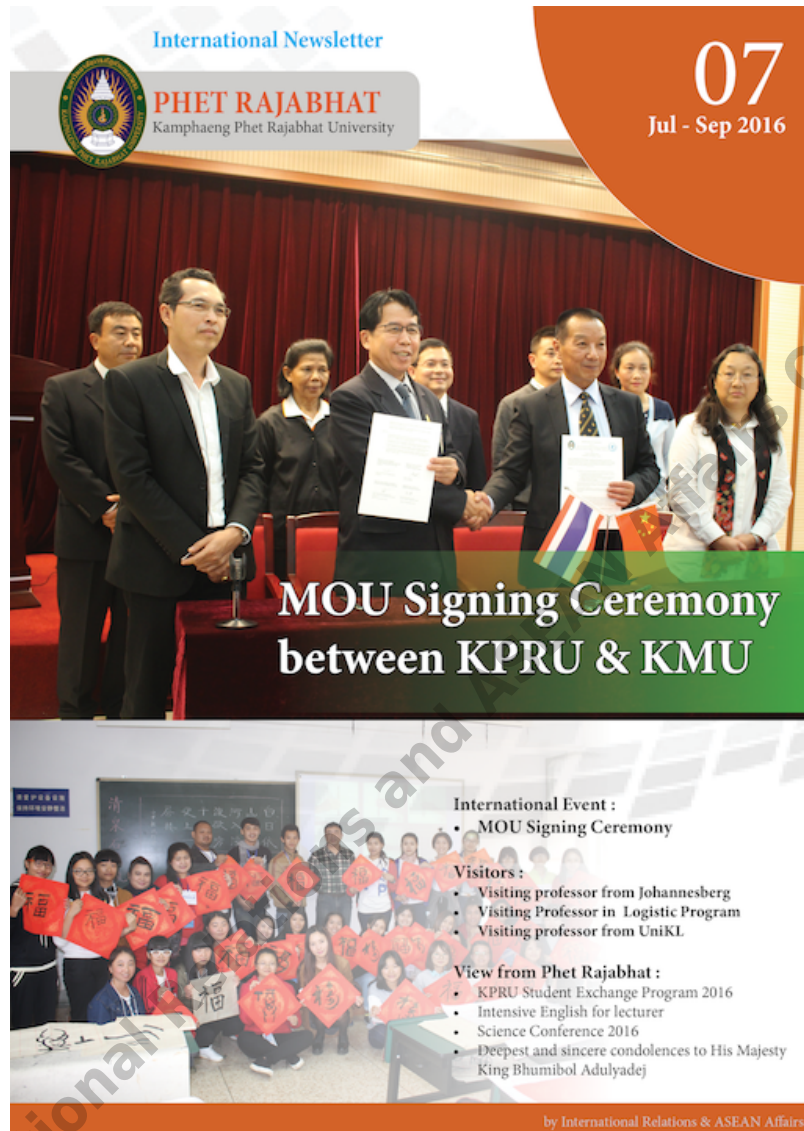 International Newsletter
PHET RAJABHAT
Kamphaeng Phet Rajabhat University
07
Jul - Sep 2016
MOU Signing Ceremony
between KPRU & KMU
福
International Event :
• MOU Signing Ceremony
Visitors :
• Visiting professor from Johannesberg
• Visiting Professor in Logistic Program
• Visiting professor from UniKL
View from Phet Rajabhat :
• KPRU Student Exchange Program 2016
• Intensive English for lecturer
• Science Conference 2016
• Deepest and sincere condolences to His Majesty
King Bhumibol Adulyadej
by International Relations & ASEAN Affairs